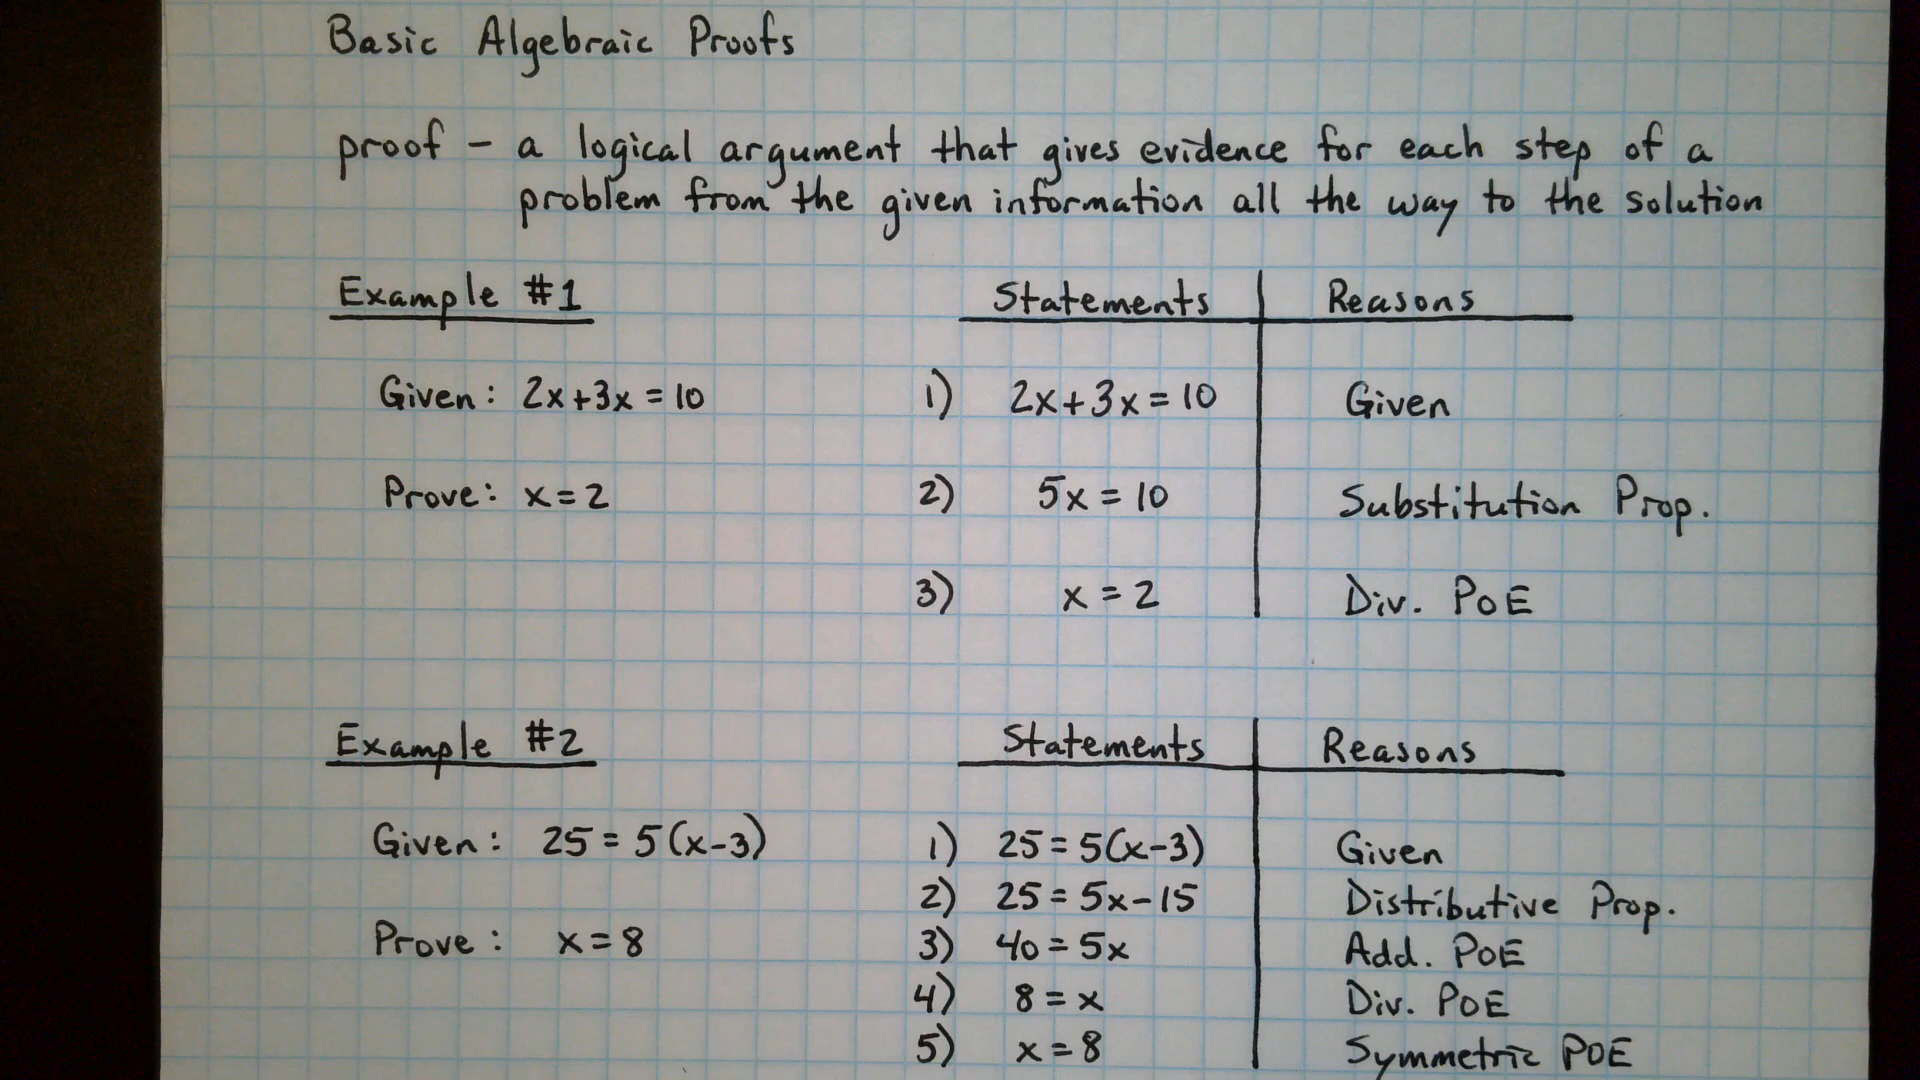 Basic Algebraic Proofs
proof - a logical argument that gives evidence for each step of a
problem from the given information all the way to the solution
Example #1
Statements | Reasons
Given: 2x+3x=10
1) 2x+3x=10 | Given
Prove: x=2
2) 5x=10 | Substitution Prop.
3) x=2 | Div. PoE
Example #2
Statements | Reasons
Given: 25=5(x-3)
1) 25=5(x-3) | Given
2) 25=5x-15 | Distributive Prop.
Prove: x=8
3) 40=5x | Add. PoE
4) 8=x | Div. PoE
5) x=8 | Symmetric POE